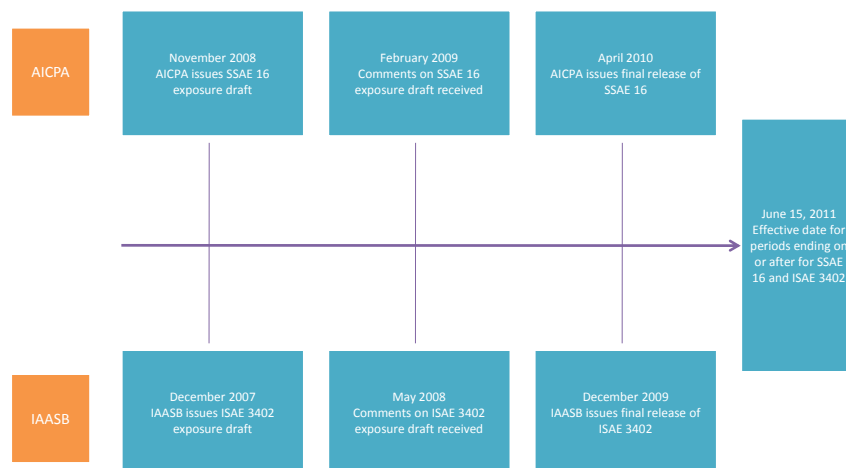 AICPA
November 2008
AICPA issues SSAE 16
exposure draft
February 2009
Comments on SSAE 16
exposure draft received
April 2010
AICPA issues final release of
SSAE 16
June 15, 2011
Effective date for
periods ending on
or after for SSAE
16 and ISAE 3402
IAASB
December 2007
IAASB issues ISAE 3402
exposure draft
May 2008
Comments on ISAE 3402
exposure draft received
December 2009
IAASB issues final release of
ISAE 3402